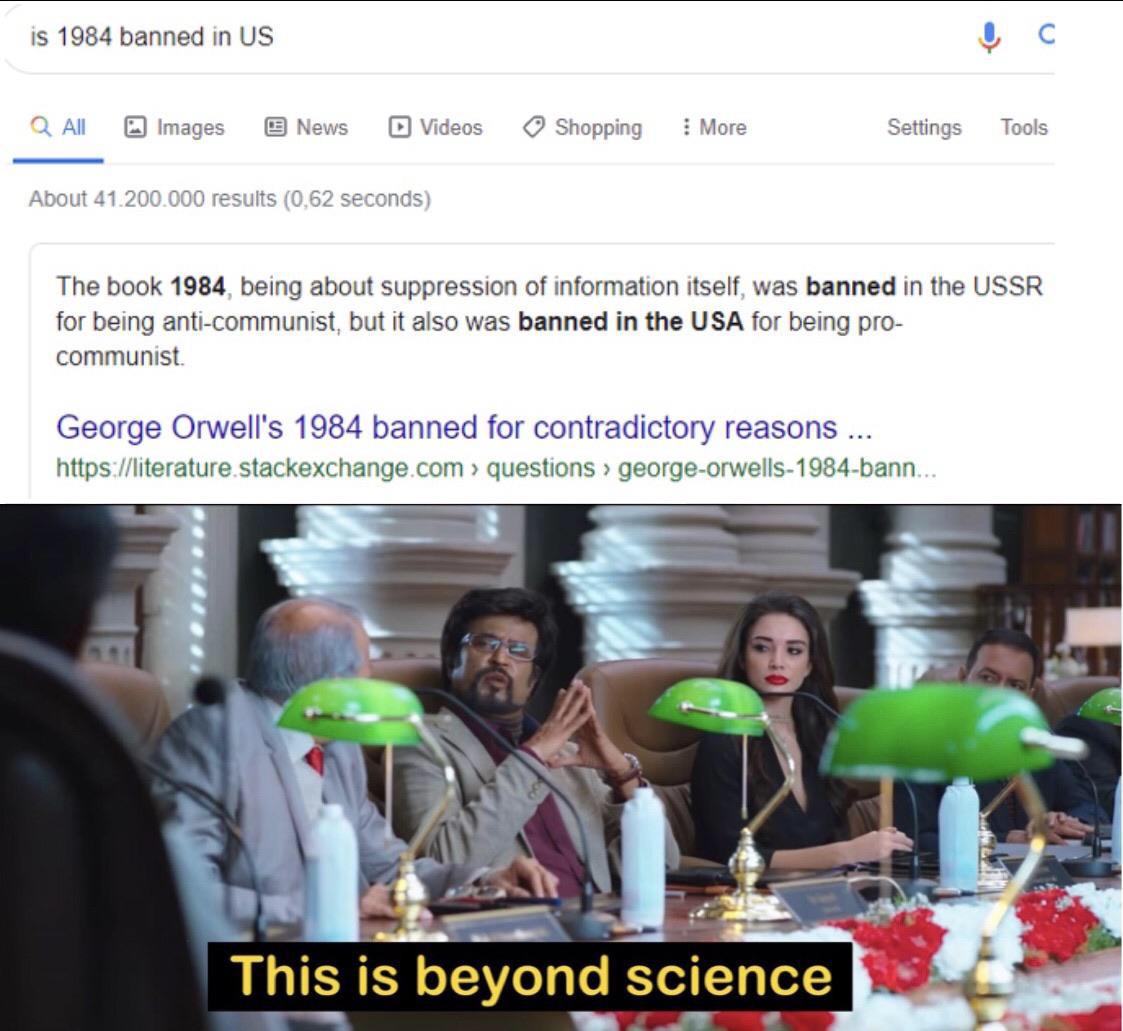 is 1984 banned in US
All Images News Videos Shopping More Settings Tools
About 41.200.000 results (0,62 seconds)
The book 1984, being about suppression of information itself, was banned in the USSR
for being anti-communist, but it also was banned in the USA for being pro-
communist.
George Orwell's 1984 banned for contradictory reasons ...
https://literature.stackexchange.com › questions › george-orwells-1984-bann...
This is beyond science